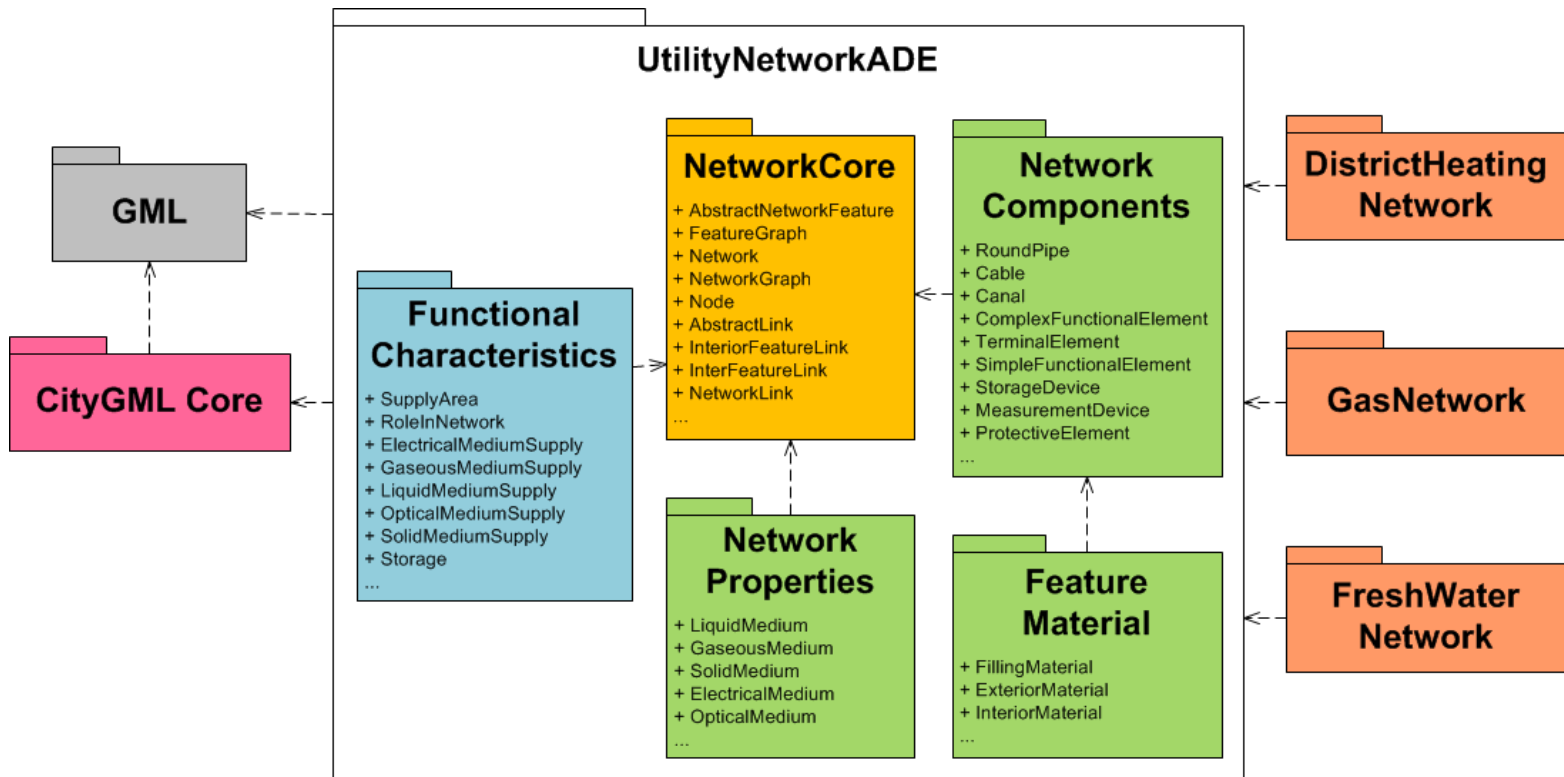 UtilityNetworkADE
GML
CityGML Core
Functional
Characteristics
+ SupplyArea
+ RoleInNetwork
+ ElectricalMediumSupply
+ GaseousMediumSupply
+ LiquidMediumSupply
+ OpticalMediumSupply
+ SolidMediumSupply
+ Storage
...
NetworkCore
+ AbstractNetworkFeature
+ FeatureGraph
+ Network
+ NetworkGraph
+ Node
+ AbstractLink
+ InteriorFeatureLink
+ InterFeatureLink
+ NetworkLink
...
Network
Properties
+ LiquidMedium
+ GaseousMedium
+ SolidMedium
+ ElectricalMedium
+ OpticalMedium
...
Network
Components
+ RoundPipe
+ Cable
+ Canal
+ ComplexFunctionalElement
+ TerminalElement
+ SimpleFunctionalElement
+ StorageDevice
+ MeasurementDevice
+ ProtectiveElement
...
Feature
Material
+ FillingMaterial
+ ExteriorMaterial
+ InteriorMaterial
...
DistrictHeating
Network
GasNetwork
FreshWater
Network